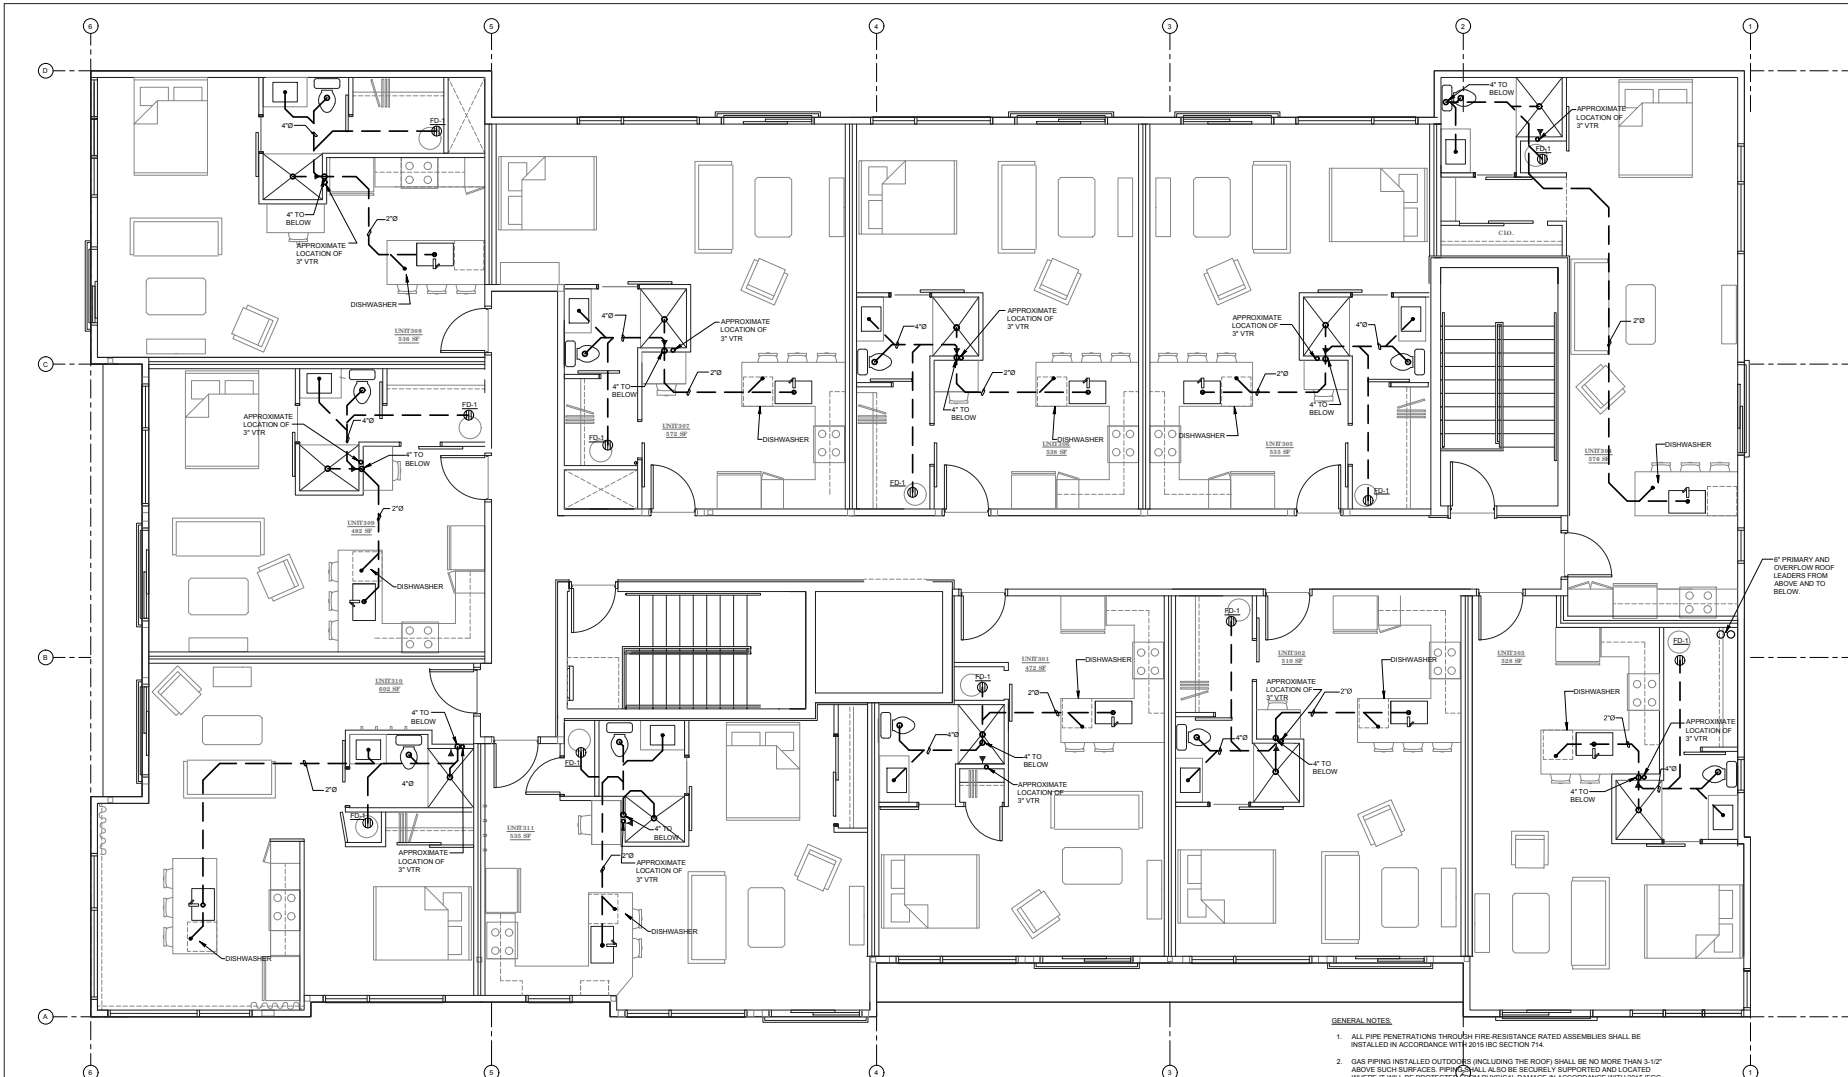 6
5
4
3
2
1
D
C
B
A
FD-1
4"Ø
4" TO
BELOW
APPROXIMATE
LOCATION OF
3" VTR
2"Ø
DISHWASHER
UNIT 308
536 SF
4"Ø
APPROXIMATE
LOCATION OF
3" VTR
4" TO
BELOW
2"Ø
UNIT 307
572 SF
DISHWASHER
FD-1
4"Ø
APPROXIMATE
LOCATION OF
3" VTR
2"Ø
4" TO
BELOW
DISHWASHER
538 SF
FD-1
APPROXIMATE
LOCATION OF
3" VTR
4"Ø
2"Ø
4" TO
BELOW
DISHWASHER
UNIT 305
535 SF
FD-1
4" TO
BELOW
APPROXIMATE
LOCATION OF
3" VTR
FD-1
CLO.
2"Ø
DISHWASHER
576 SF
6" PRIMARY AND
OVERFLOW ROOF
LEADERS FROM
ABOVE AND TO
BELOW.
FD-1
APPROXIMATE
LOCATION OF
3" VTR
4"Ø
4" TO
BELOW
2"Ø
UNIT 309
482 SF
DISHWASHER
UNIT 310
602 SF
4" TO
BELOW
2"Ø
4"Ø
FD-1
APPROXIMATE
LOCATION OF
3" VTR
DISHWASHER
FD-1
UNIT 311
535 SF
4" TO
BELOW
2"Ø
APPROXIMATE
LOCATION OF
3" VTR
DISHWASHER
FD-1
UNIT 301
472 SF
DISHWASHER
2"Ø
4"Ø
4" TO
BELOW
APPROXIMATE
LOCATION OF
3" VTR
FD-1
UNIT 302
510 SF
DISHWASHER
APPROXIMATE
LOCATION OF
3" VTR
2"Ø
4"Ø
4" TO
BELOW
UNIT 303
528 SF
FD-1
DISHWASHER
2"Ø
APPROXIMATE
LOCATION OF
3" VTR
4"Ø
4" TO
BELOW
GENERAL NOTES:
1. ALL PIPE PENETRATIONS THROUGH FIRE-RESISTANCE RATED ASSEMBLIES SHALL BE
INSTALLED IN ACCORDANCE WITH 2015 IBC SECTION 714.
2. GAS PIPING INSTALLED OUTDOORS (INCLUDING THE ROOF) SHALL BE NO MORE THAN 3-1/2"
ABOVE SUCH SURFACES. PIPING SHALL ALSO BE SECURELY SUPPORTED AND LOCATED
6
5
4
3
2
1